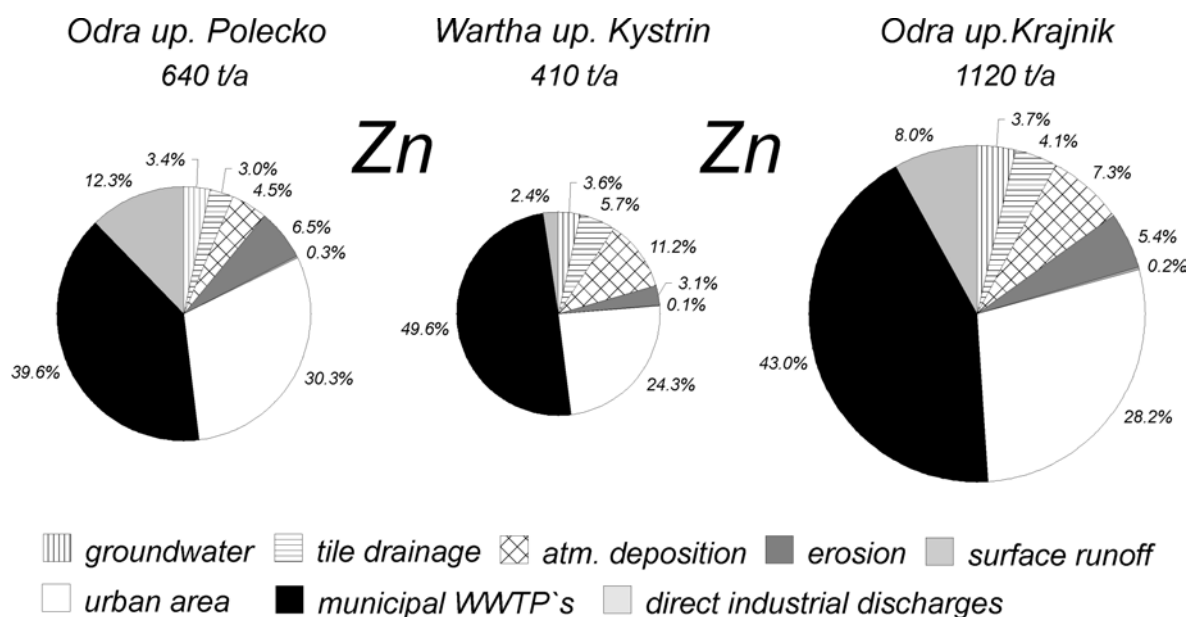 Odra up. Polecko
640 t/a
Wartha up. Kystrin
410 t/a
Odra up.Krajnik
1120 t/a
Zn
Zn
3.4%
3.0%
4.5%
6.5%
0.3%
30.3%
39.6%
12.3%
3.6%
5.7%
11.2%
3.1%
0.1%
24.3%
49.6%
2.4%
3.7%
4.1%
7.3%
5.4%
0.2%
28.2%
43.0%
8.0%
groundwater tile drainage atm. deposition erosion surface runoff
urban area municipal WWTP`s direct industrial discharges